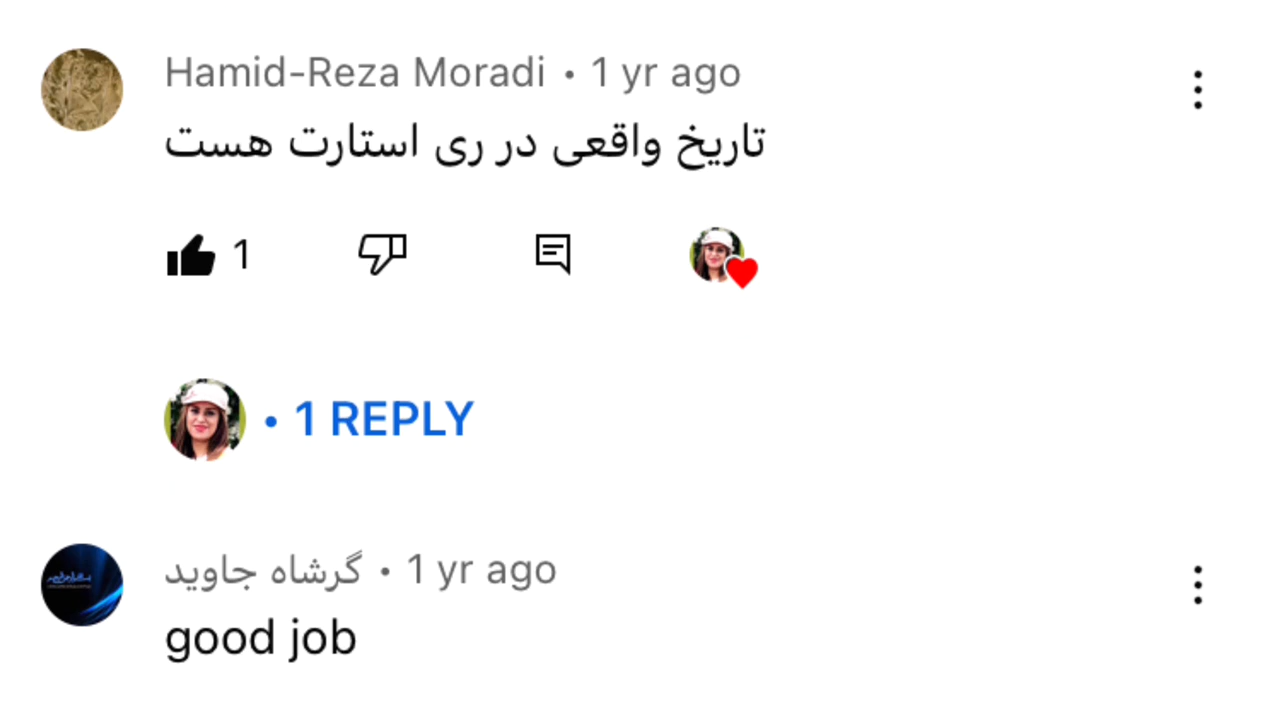 Hamid-Reza Moradi • 1 yr ago
تاریخ واقعی در ری استارت هست
1
• 1 REPLY
گرشاه جاوید • 1 yr ago
good job